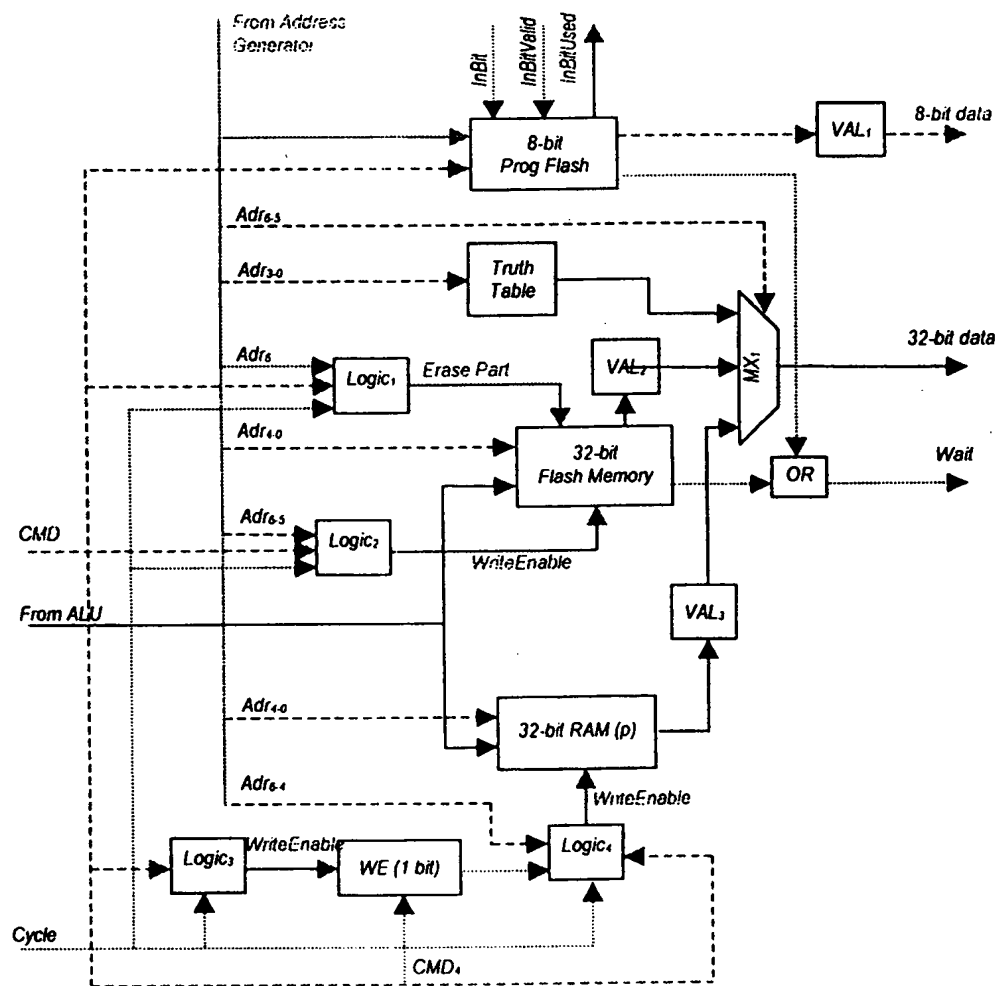 From Address
Generator
InBit
InBitValid
InBitUsed
8-bit
Prog Flash
VAL₁
8-bit data
Adr₆₋₅
Adr₃₋₀
Truth
Table
MX₁
32-bit data
Adr₆
Logic₁
Erase Part
VAL₂
Adr₄₋₀
32-bit
Flash Memory
OR
Wait
CMD
Adr₆₋₅
Logic₂
WriteEnable
From ALU
VAL₃
Adr₄₋₀
32-bit RAM (p)
Adr₆₋₄
WriteEnable
Logic₃
WriteEnable
WE (1 bit)
Logic₄
Cycle
CMD₄